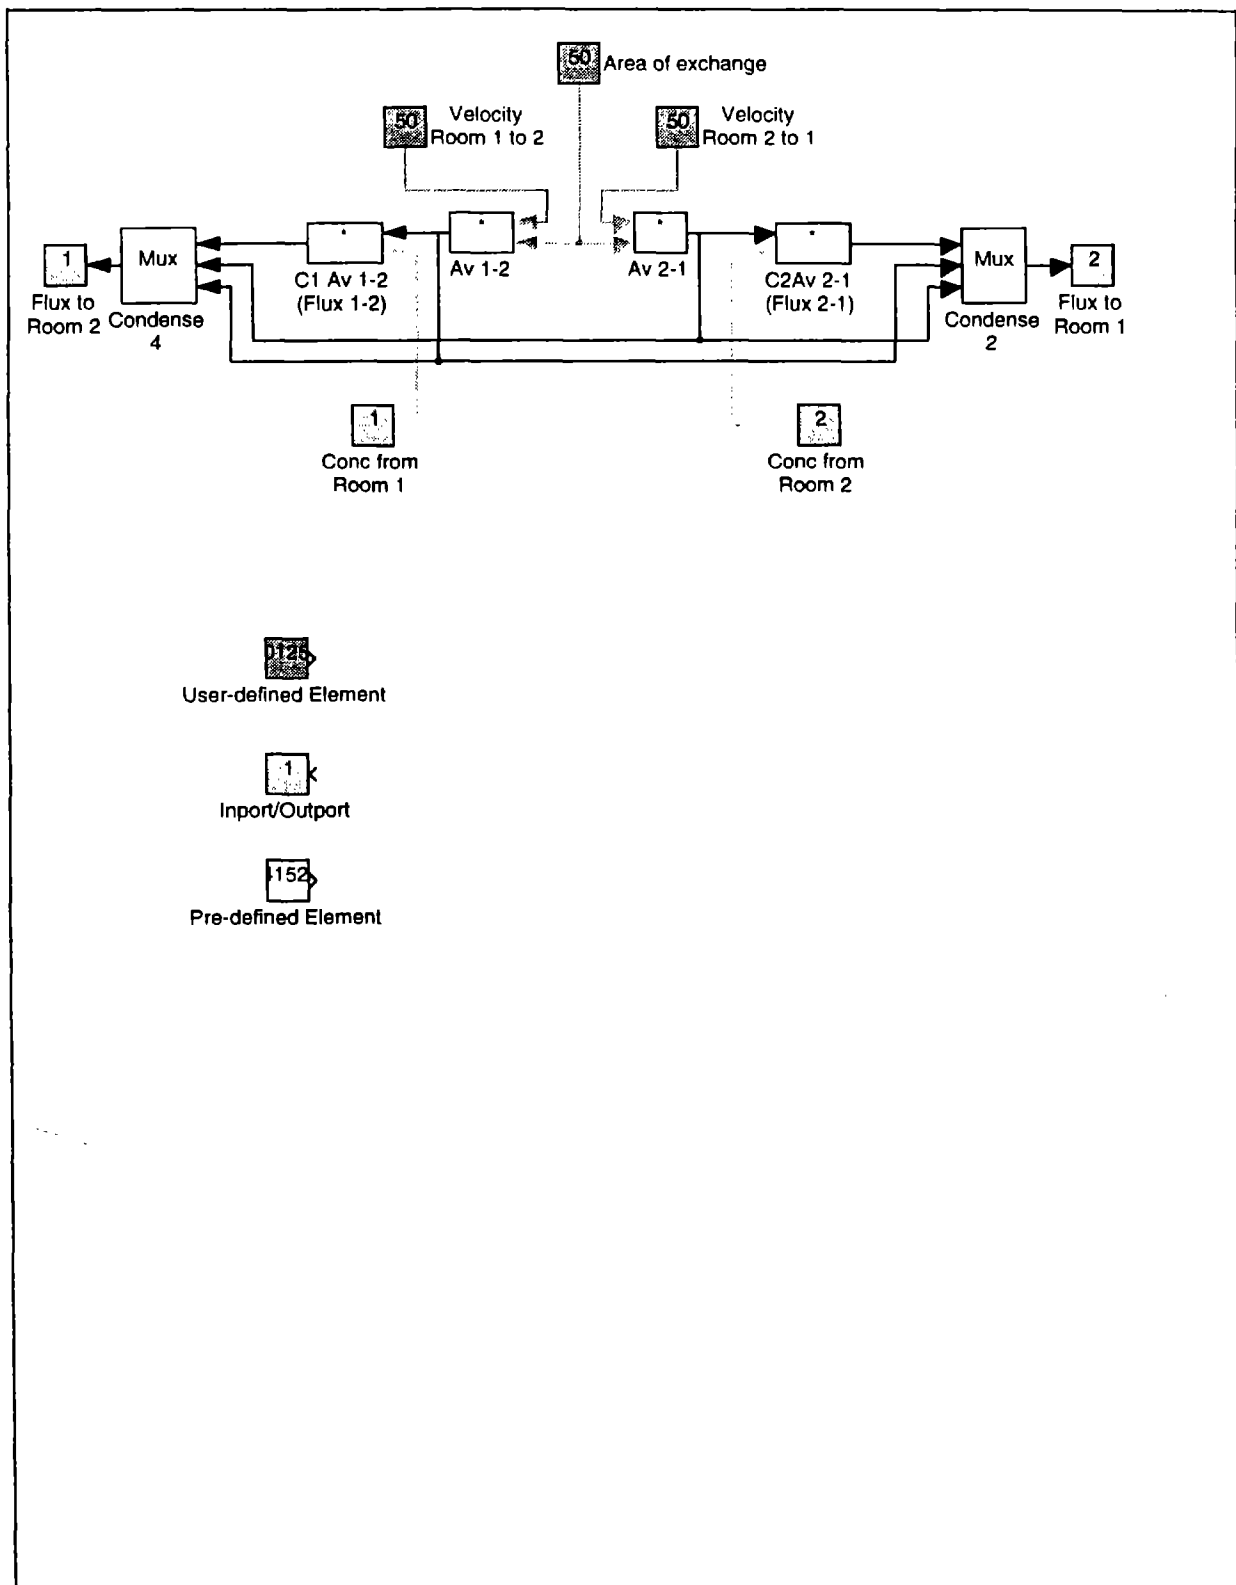 50 Area of exchange
50 Velocity
Room 1 to 2
50 Velocity
Room 2 to 1
1
Flux to
Room 2
Mux
Condense
4
*
C1 Av 1-2
(Flux 1-2)
*
Av 1-2
*
Av 2-1
*
C2Av 2-1
(Flux 2-1)
Mux
Condense
2
2
Flux to
Room 1
1
Conc from
Room 1
2
Conc from
Room 2
0125
User-defined Element
1
Inport/Outport
4152
Pre-defined Element